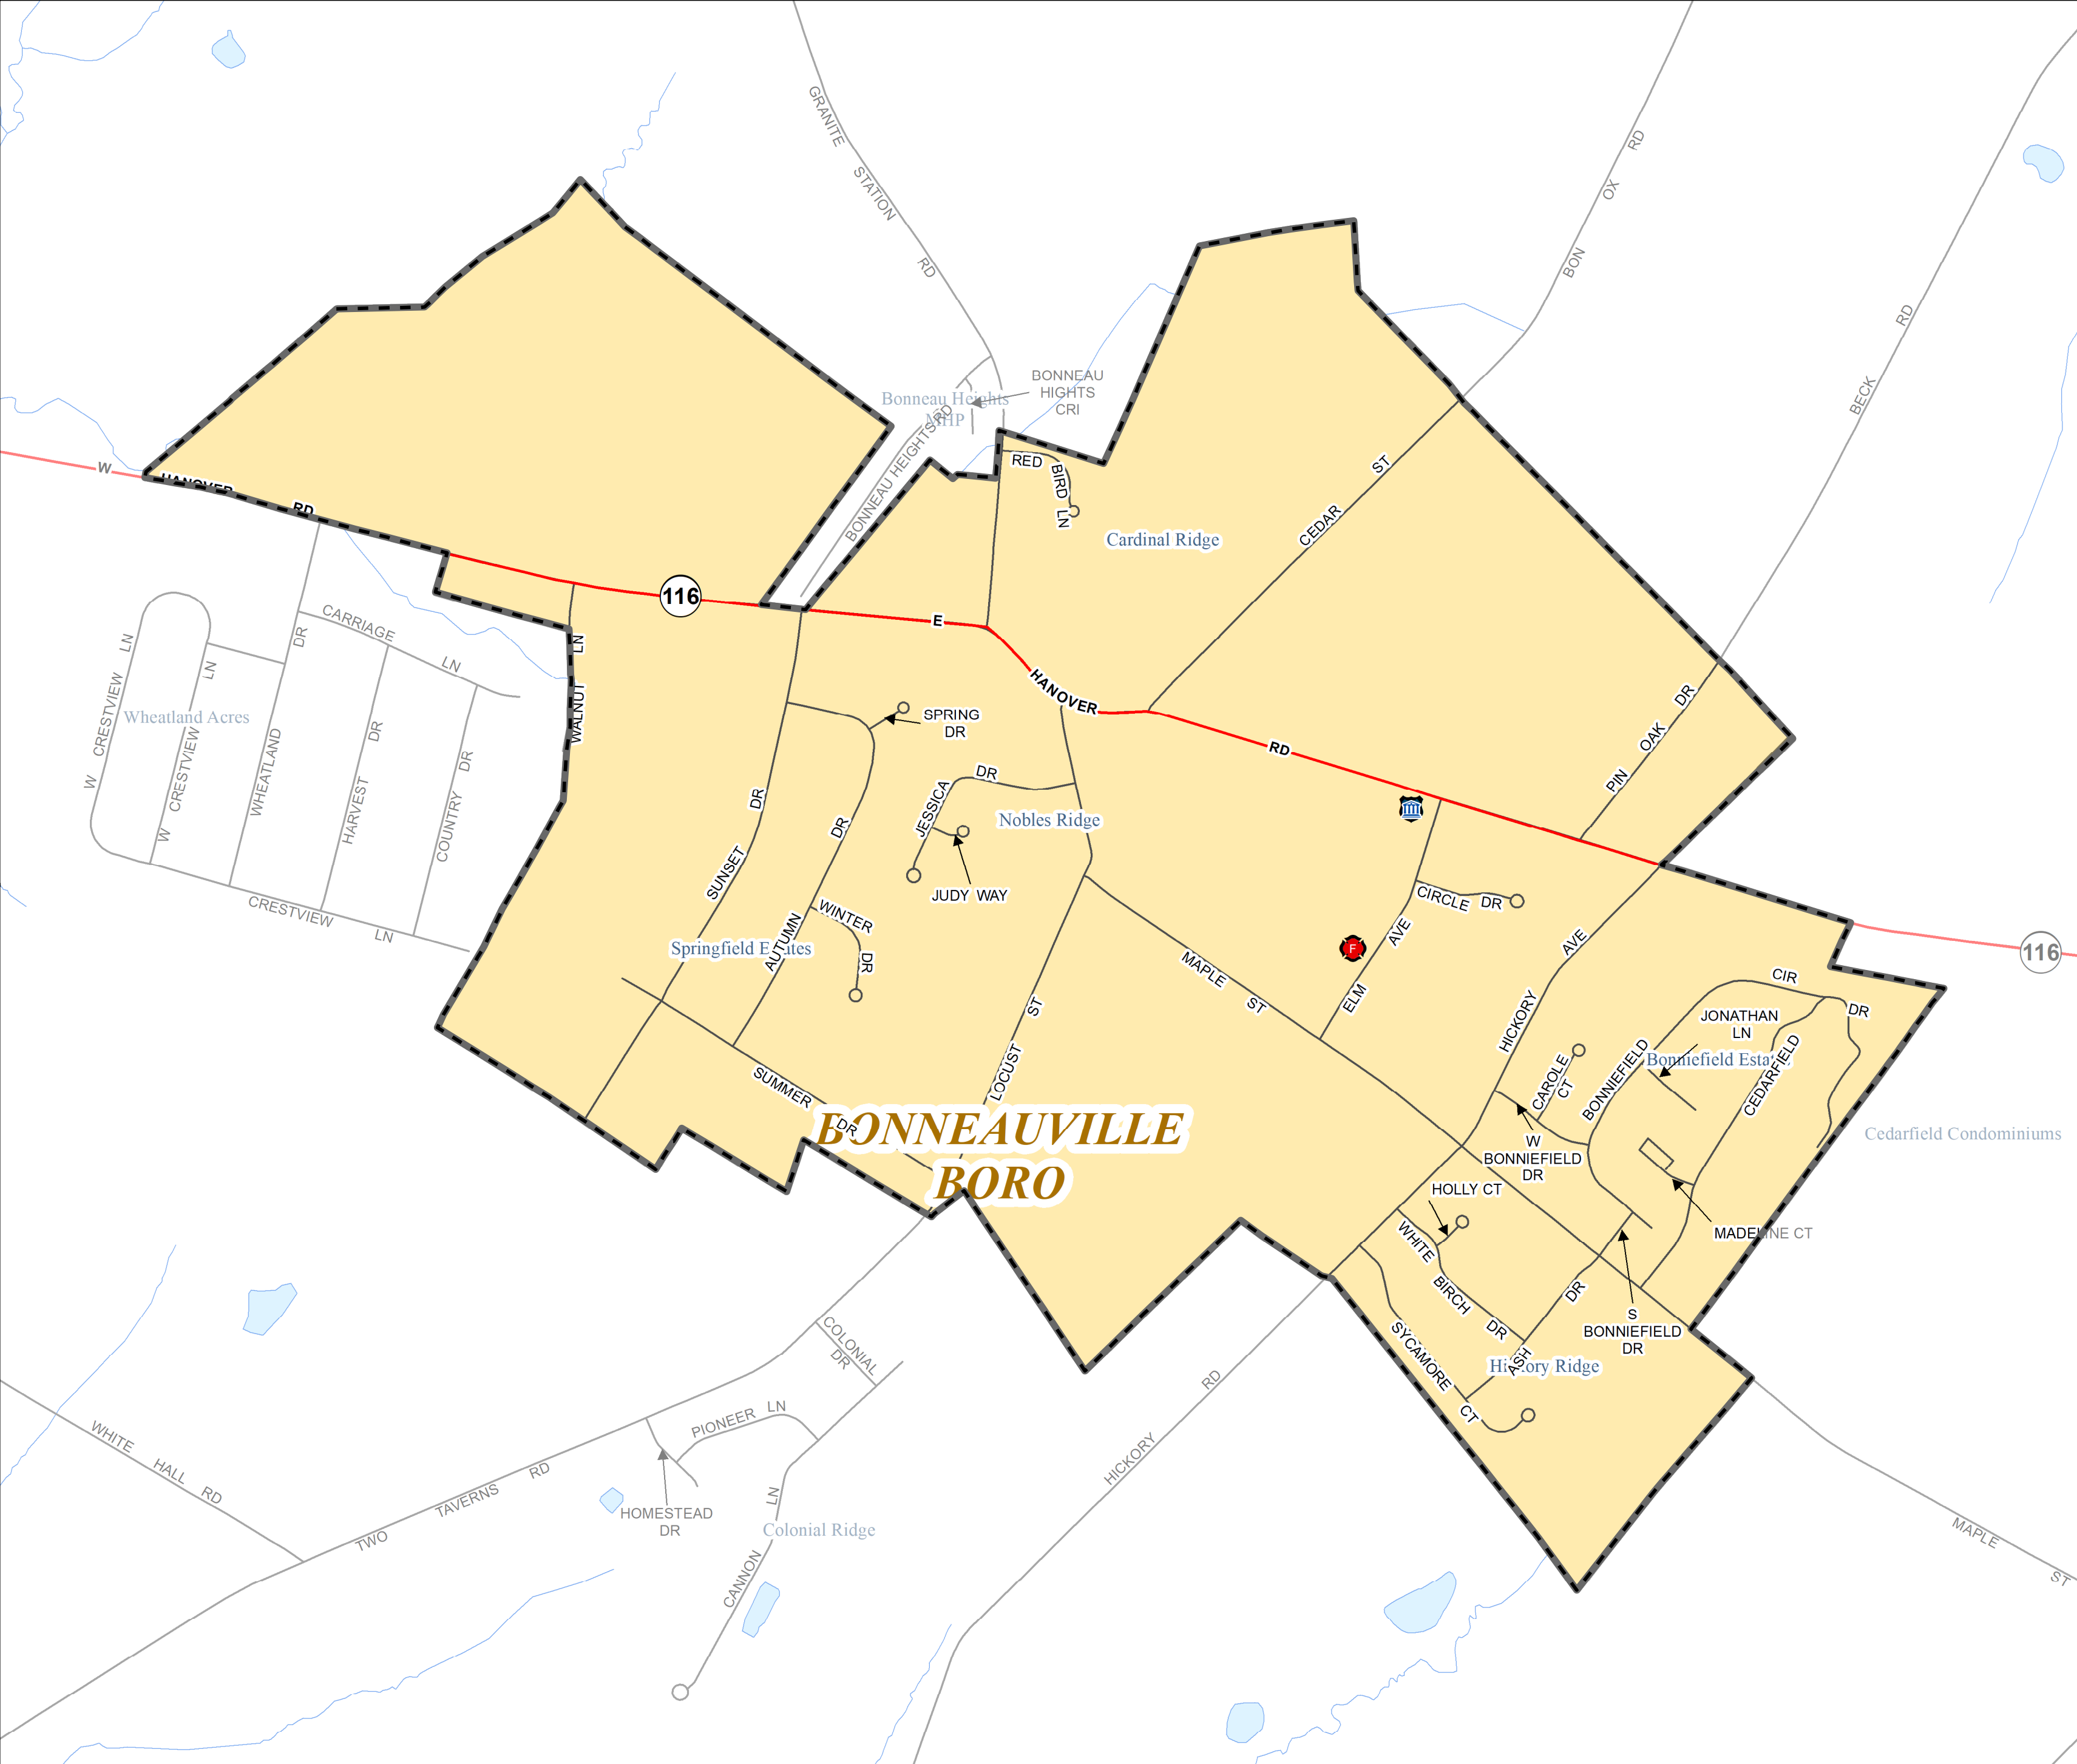 GRANITE STATION RD
BON OX RD
BECK RD
BONNEAU
HIGHTS
CRI
Bonneau Heights
MHP
BONNEAU HEIGHTS RD
W HANOVER RD
RED BIRD LN
Cardinal Ridge
CEDAR ST
116
E HANOVER RD
WALNUT LN
CARRIAGE LN
W CRESTVIEW LN
W CRESTVIEW LN
Wheatland Acres
WHEATLAND DR
HARVEST DR
COUNTRY DR
CRESTVIEW LN
SPRING
DR
JESSICA DR
Nobles Ridge
JUDY WAY
SUNSET DR
AUTUMN DR
WINTER DR
Springfield Estates
SUMMER DR
LOCUST ST
MAPLE ST
PIN OAK DR
CIRCLE DR
F
ELM AVE
HICKORY AVE
116
CIR
DR
JONATHAN
LN
Bonniefield Estates
BONNIEFIELD
CEDARFIELD
CAROLE
CT
W
BONNIEFIELD
DR
Cedarfield Condominiums
BONNEAUVILLE
BORO
HOLLY CT
MADELINE CT
WHITE BIRCH DR
S
BONNIEFIELD
DR
ASH DR
Hickory Ridge
SYCAMORE CT
COLONIAL
DR
PIONEER LN
HOMESTEAD
DR
Colonial Ridge
CANNON LN
WHITE HALL RD
TWO TAVERNS RD
HICKORY RD
MAPLE ST